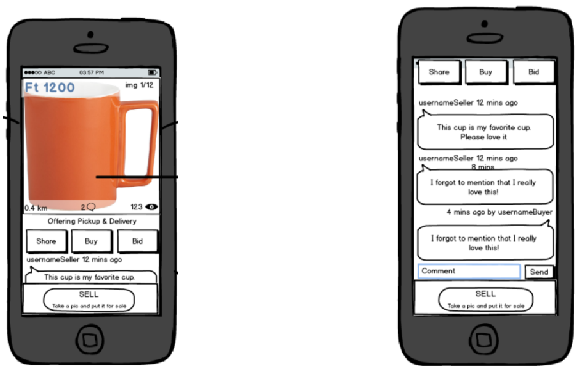 ABC 03:57 PM
Ft 1200 img 1/12
0.4 km 2 123
Offering Pickup & Delivery
Share Buy Bid
usernameSeller 12 mins ago
This cup is my favorite cup.
SELL
Take a pic and put it for sale
Share Buy Bid
usernameSeller 12 mins ago
This cup is my favorite cup.
Please love it
usernameSeller 12 mins ago
8 mins
I forgot to mention that I really
love this!
4 mins ago by usernameBuyer
I forgot to mention that I really
love this!
Comment Send
SELL
Take a pic and put it for sale